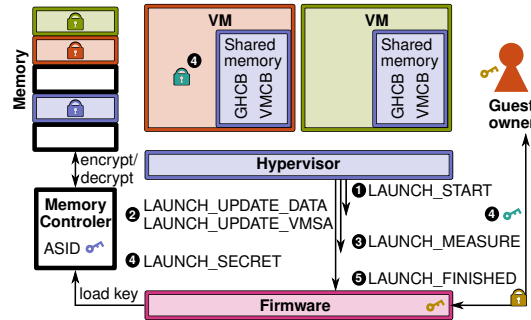 Memory
VM
VM
❹
Shared
memory
GHCB
VMCB
Shared
memory
GHCB
VMCB
Guest
owner
encrypt/
decrypt
Hypervisor
Memory
Controler
ASID
❶ LAUNCH_START
❷ LAUNCH_UPDATE_DATA
LAUNCH_UPDATE_VMSA
❹
❸ LAUNCH_MEASURE
❹ LAUNCH_SECRET
❺ LAUNCH_FINISHED
load key
Firmware